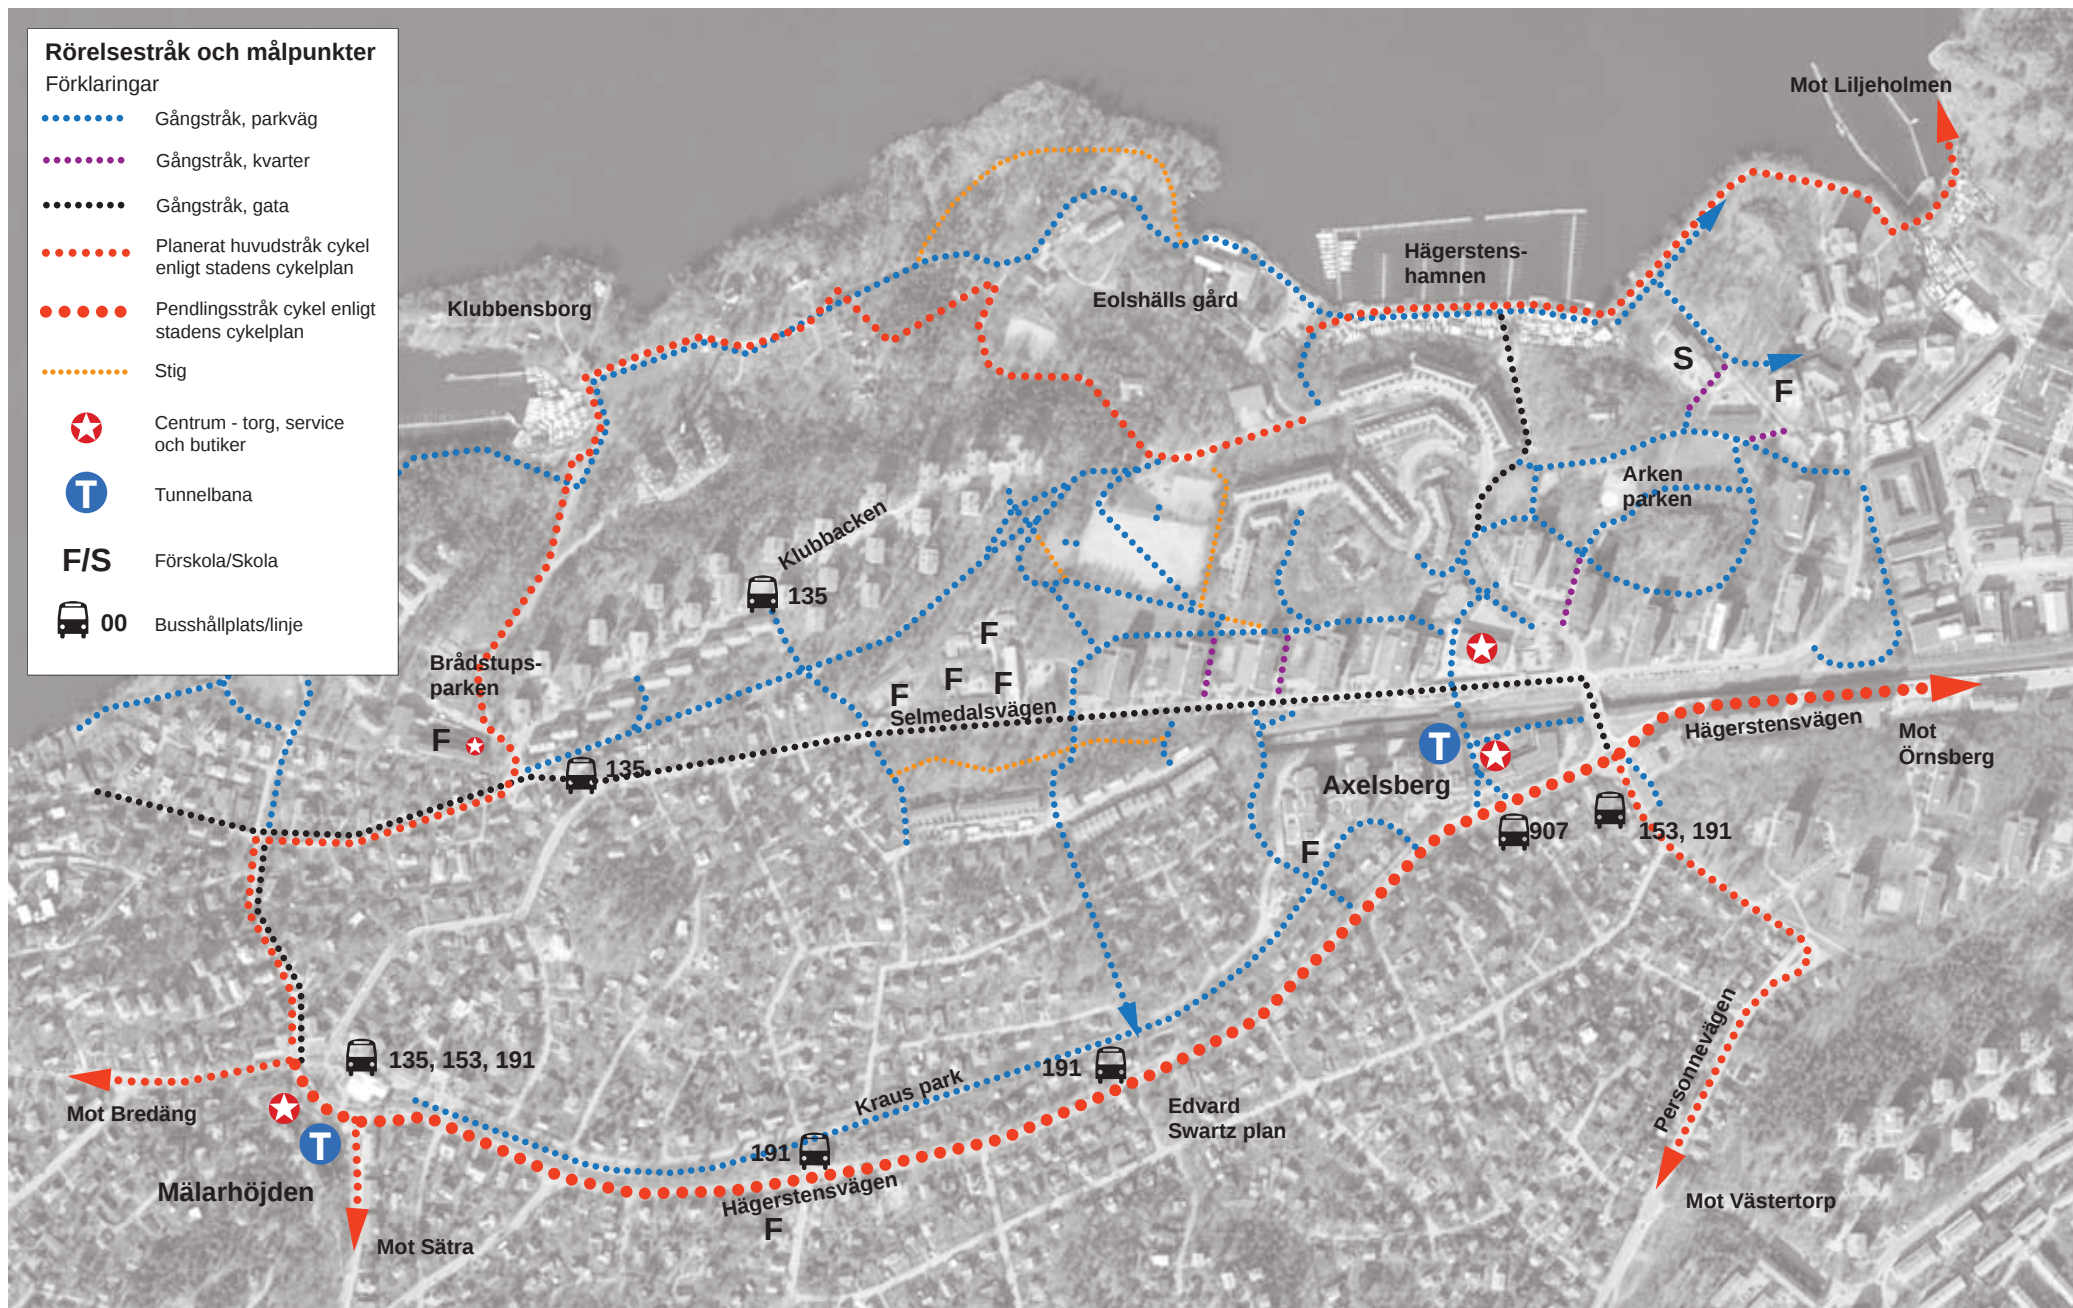 Rörelsestråk och målpunkter
Förklaringar
Gångstråk, parkväg
Gångstråk, kvarter
Gångstråk, gata
Planerat huvudstråk cykel
enligt stadens cykelplan
Pendlingsstråk cykel enligt
stadens cykelplan
Stig
Centrum - torg, service
och butiker
T
Tunnelbana
F/S
Förskola/Skola
00
Busshållplats/linje
Mot Liljeholmen
Hägerstens-
hamnen
Klubbensborg
Eolshälls gård
S
F
Arken
parken
Klubbacken
135
Brådstups-
parken
F
F
F
F
F
Selmedalsvägen
F
135
T
Axelsberg
Hägerstensvägen
Mot
Örnsberg
907
153, 191
F
Personnevägen
135, 153, 191
191
Kraus park
Mot Bredäng
Edvard
Swartz plan
T
191
Mälarhöjden
Hägerstensvägen
F
Mot Västertorp
Mot Sätra